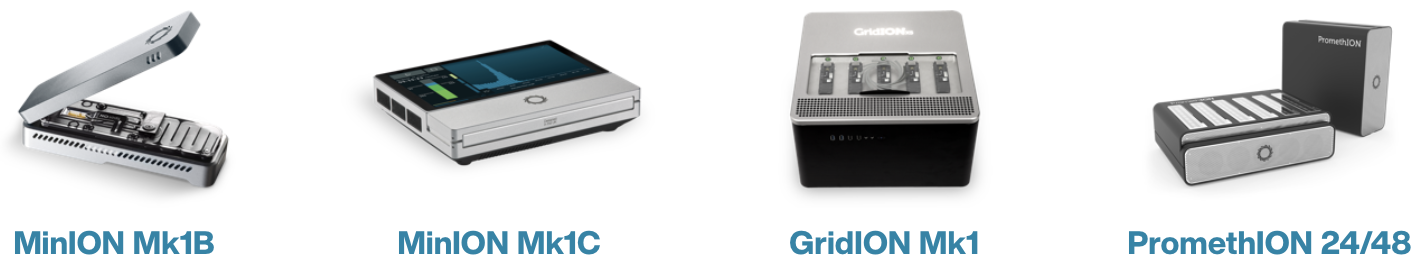 GridION
PromethION
MinION Mk1B
MinION Mk1C
GridION Mk1
PromethION 24/48